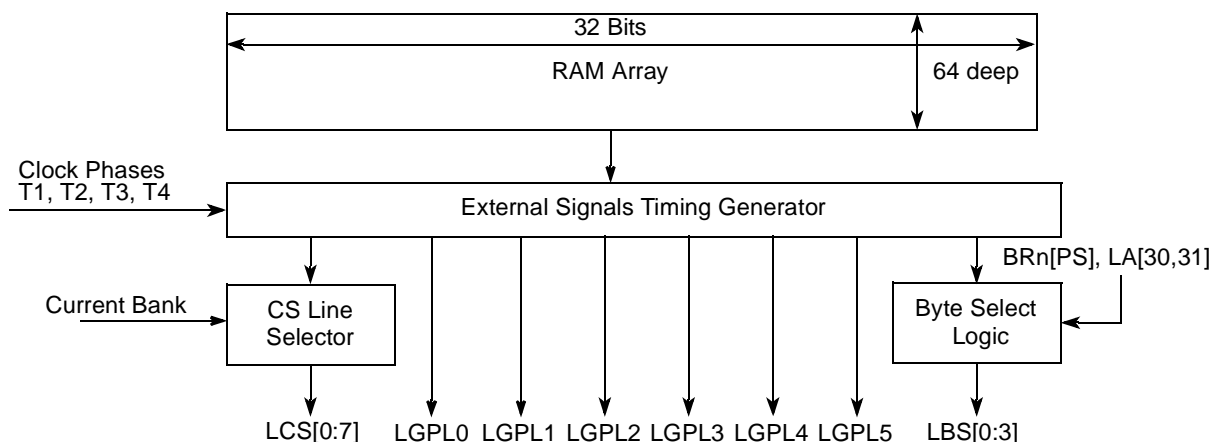 32 Bits
RAM Array
64 deep
Clock Phases
T1, T2, T3, T4
External Signals Timing Generator
BRn[PS], LA[30,31]
Current Bank
CS Line
Selector
Byte Select
Logic
LCS[0:7] LGPL0 LGPL1 LGPL2 LGPL3 LGPL4 LGPL5 LBS[0:3]